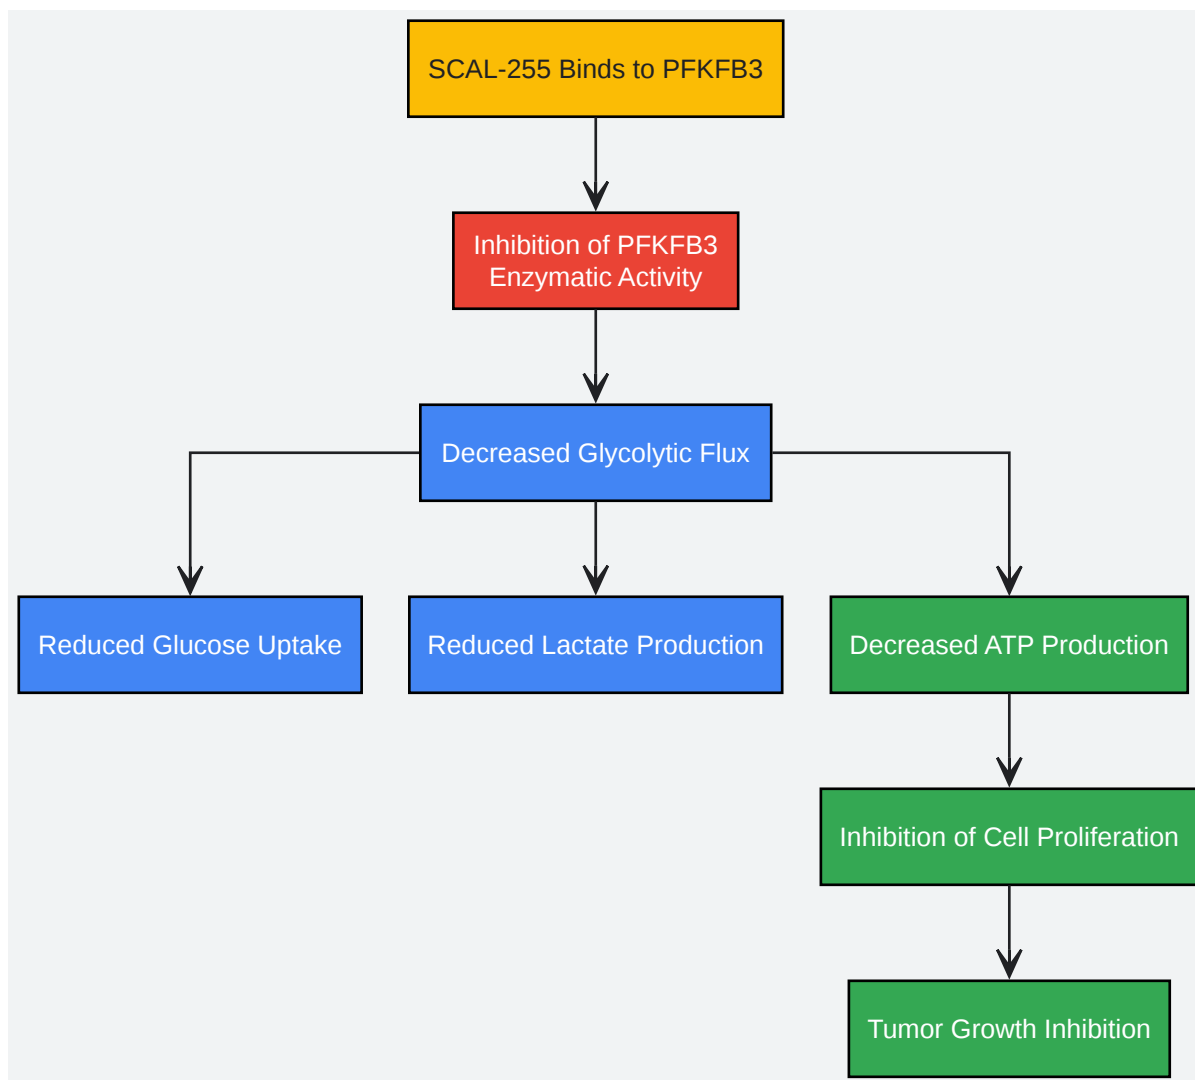 SCAL-255 Binds to PFKFB3
Inhibition of PFKFB3
Enzymatic Activity
Decreased Glycolytic Flux
Reduced Glucose Uptake
Reduced Lactate Production
Decreased ATP Production
Inhibition of Cell Proliferation
Tumor Growth Inhibition